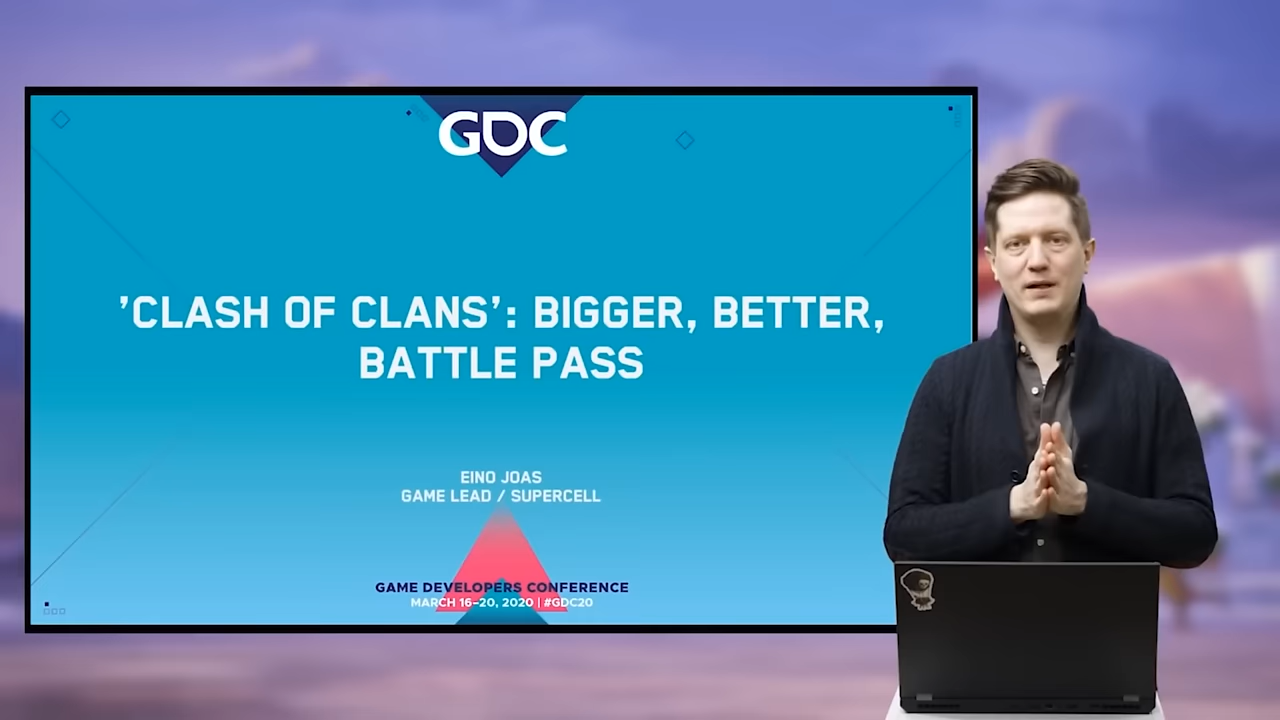 GDC
'CLASH OF CLANS': BIGGER, BETTER,
BATTLE PASS
EINO JOAS
GAME LEAD / SUPERCELL
GAME DEVELOPERS CONFERENCE
MARCH 16-20, 2020 | #GDC20